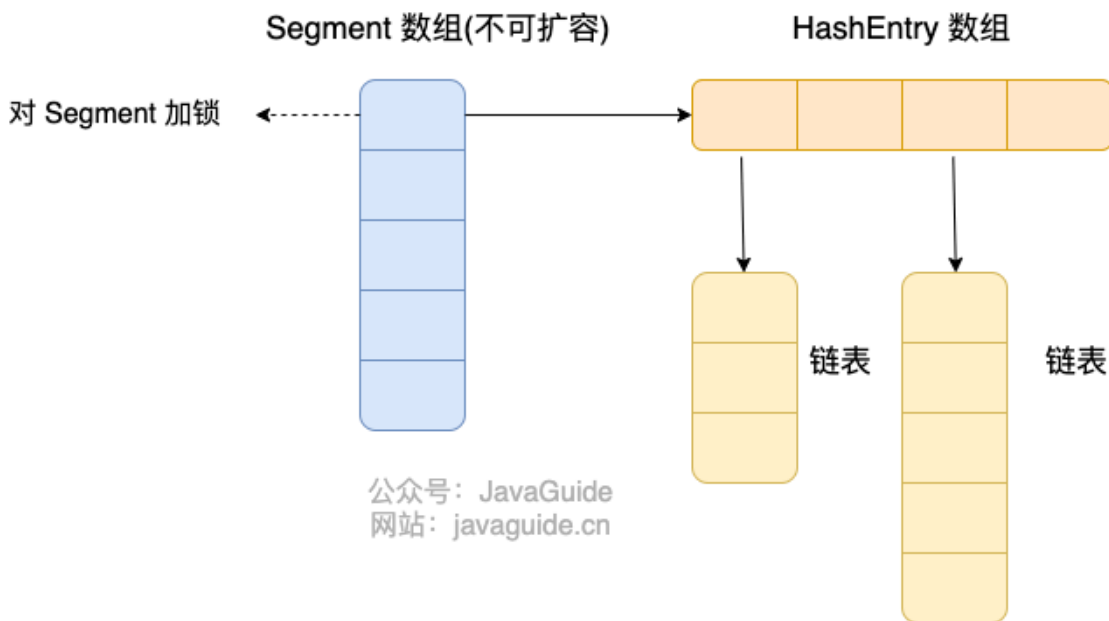 Segment 数组(不可扩容)
HashEntry 数组
对 Segment 加锁
链表
链表
公众号：JavaGuide
网站：javaguide.cn